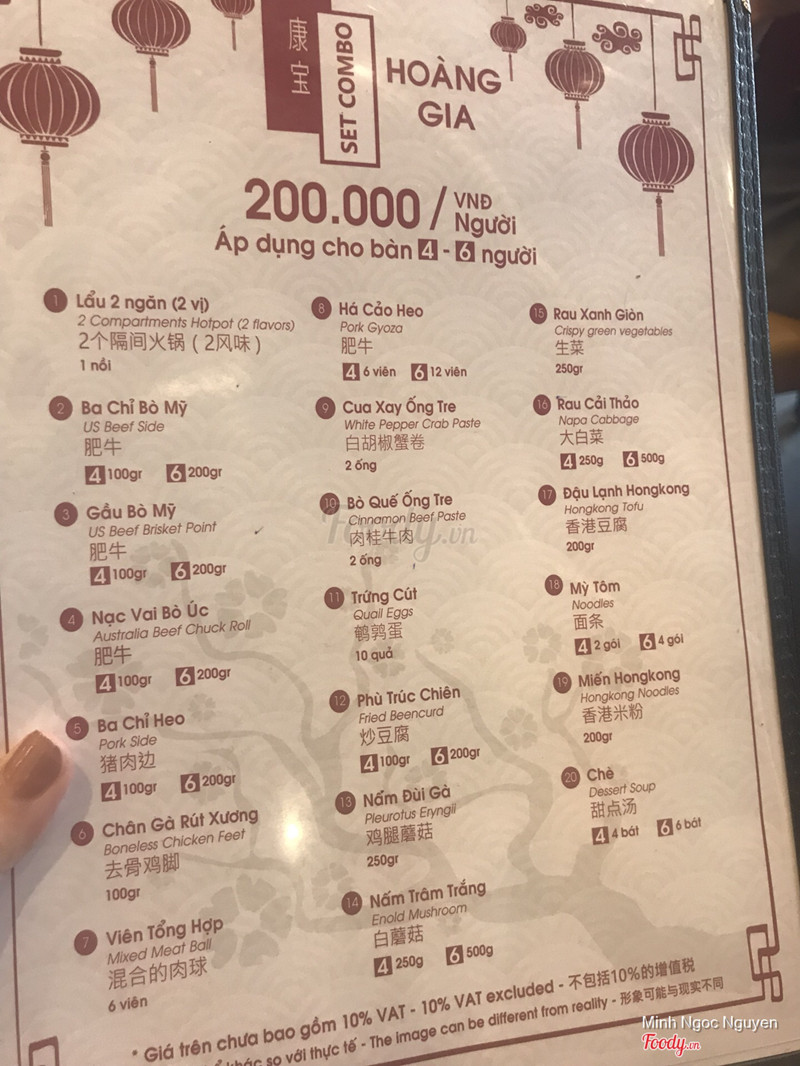 康宝
SET COMBO
HOÀNG
GIA
200.000/
VNĐ
Người
Áp dụng cho bàn 4 - 6 người
1 Lẩu 2 ngăn (2 vị)
2 Compartments Hotpot (2 flavors)
2个隔间火锅（2风味）
1 nồi
2 Ba Chỉ Bò Mỹ
US Beef Side
肥牛
4 100gr 6 200gr
3 Gầu Bò Mỹ
US Beef Brisket Point
肥牛
4 100gr 6 200gr
4 Nạc Vai Bò Úc
Australia Beef Chuck Roll
肥牛
4 100gr 6 200gr
5 Ba Chỉ Heo
Pork Side
猪肉边
4 100gr 6 200gr
6 Chân Gà Rút Xương
Boneless Chicken Feet
去骨鸡脚
100gr
7 Viên Tổng Hợp
Mixed Meat Ball
混合的肉球
6 viên
8 Há Cảo Heo
Pork Gyoza
肥牛
4 6 viên 6 12 viên
9 Cua Xay Ống Tre
White Pepper Crab Paste
白胡椒蟹卷
2 ống
10 Bò Quế Ống Tre
Cinnamon Beef Paste
肉桂牛肉
2 ống
11 Trứng Cút
Quail Eggs
鹌鹑蛋
10 quả
12 Phù Trúc Chiên
Fried Beencurd
炒豆腐
4 100gr 6 200gr
13 Nấm Đùi Gà
Pleurotus Eryngii
鸡腿蘑菇
250gr
14 Nấm Trâm Trắng
Enold Mushroom
白蘑菇
4 250g 6 500g
15 Rau Xanh Giòn
Crispy green vegetables
生菜
250gr
16 Rau Cải Thảo
Napa Cabbage
大白菜
4 250g 6 500g
17 Đậu Lạnh Hongkong
Hongkong Tofu
香港豆腐
200gr
18 Mỳ Tôm
Noodles
面条
4 2 gói 6 4 gói
19 Miến Hongkong
Hongkong Noodles
香港米粉
200gr
20 Chè
Dessert Soup
甜点汤
4 4 bát 6 6 bát
* Giá trên chưa bao gồm 10% VAT - 10% VAT excluded - 不包括10%的增值税
khác so với thực tế - The image can be different from reality - 形象可能与现实不同
Foody.vn
Minh Ngoc Nguyen
Foody.vn